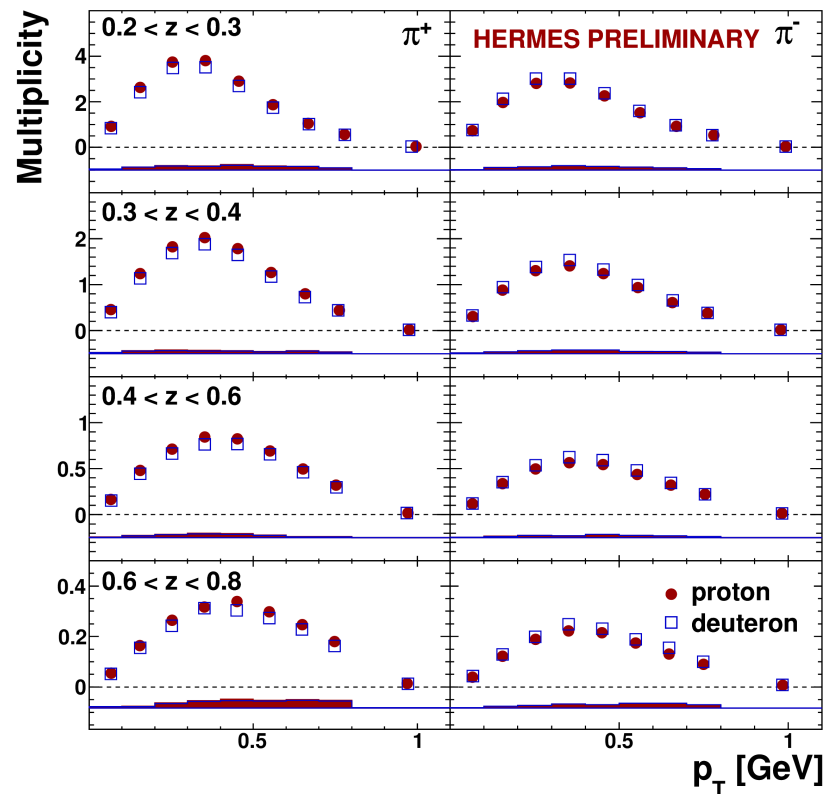 Multiplicity
0.2 < z < 0.3
π+
HERMES PRELIMINARY
π-
4
2
0
0.3 < z < 0.4
2
1
0
0.4 < z < 0.6
1
0.5
0
0.6 < z < 0.8
0.4
0.2
0
proton
deuteron
0.5
1
0.5
1
pT [GeV]